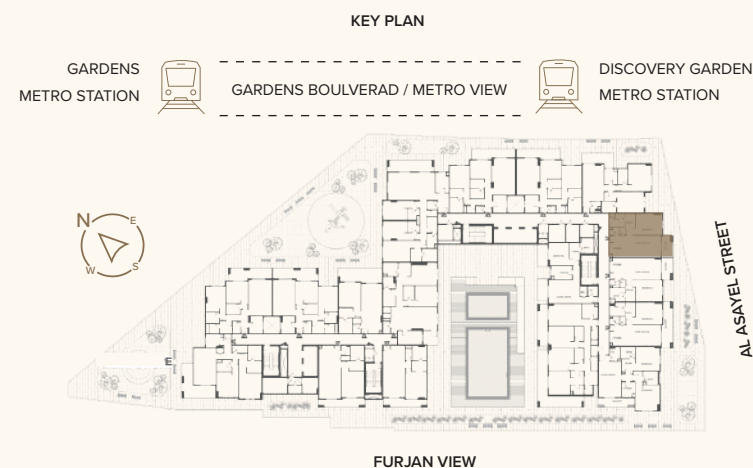 KEY PLAN
GARDENS
METRO STATION
GARDENS BOULVERAD / METRO VIEW
DISCOVERY GARDEN
METRO STATION
N
E
W
S
AL ASAYEL STREET
E
FURJAN VIEW